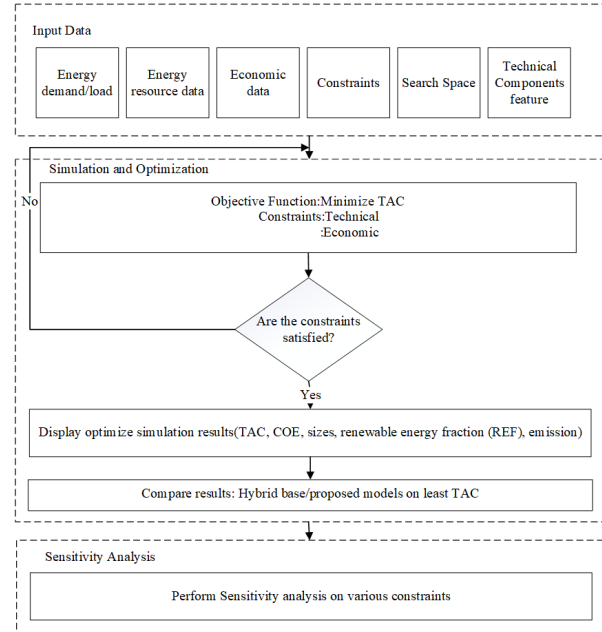 Input Data
Energy
demand/load
Energy
resource data
Economic
data
Constraints
Search Space
Technical
Components
feature
Simulation and Optimization
No
Objective Function:Minimize TAC
Constraints:Technical
:Economic
Are the constraints
satisfied?
Yes
Display optimize simulation results(TAC, COE, sizes, renewable energy fraction (REF), emission)
Compare results: Hybrid base/proposed models on least TAC
Sensitivity Analysis
Perform Sensitivity analysis on various constraints